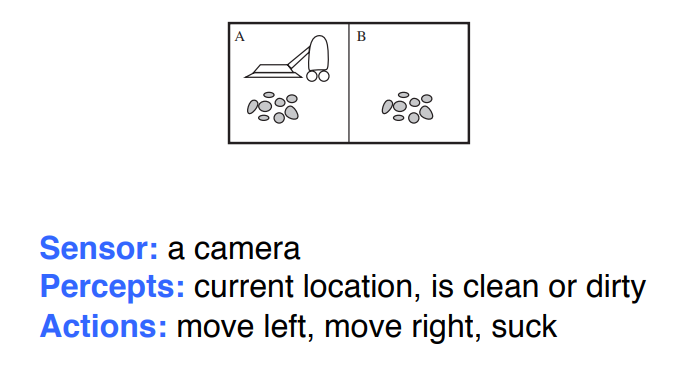 A B
Sensor: a camera
Percepts: current location, is clean or dirty
Actions: move left, move right, suck